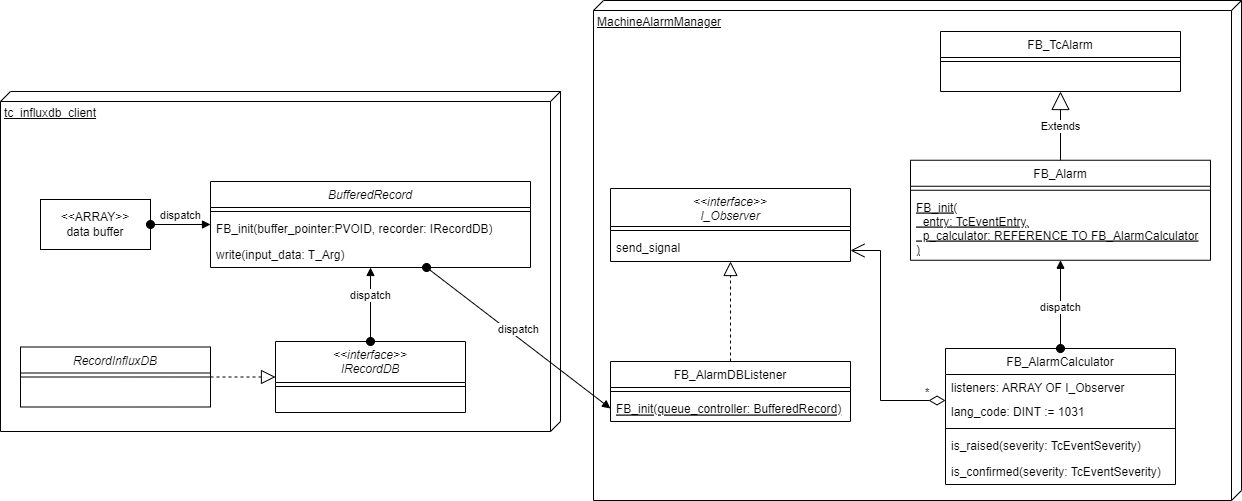 MachineAlarmManager
FB_TcAlarm
Extends
FB_Alarm
FB_init(
_entry: TcEventEntry,
_p_calculator: REFERENCE TO FB_AlarmCalculator
)
tc_influxdb_client
BufferedRecord
<<ARRAY>>
data buffer
dispatch
FB_init(buffer_pointer:PVOID, recorder: IRecordDB)
write(input_data: T_Arg)
<<interface>>
I_Observer
send_signal
dispatch
dispatch
dispatch
RecordInfluxDB
<<interface>>
IRecordDB
FB_AlarmDBListener
FB_init(queue_controller: BufferedRecord)
*
FB_AlarmCalculator
listeners: ARRAY OF I_Observer
lang_code: DINT := 1031
is_raised(severity: TcEventSeverity)
is_confirmed(severity: TcEventSeverity)